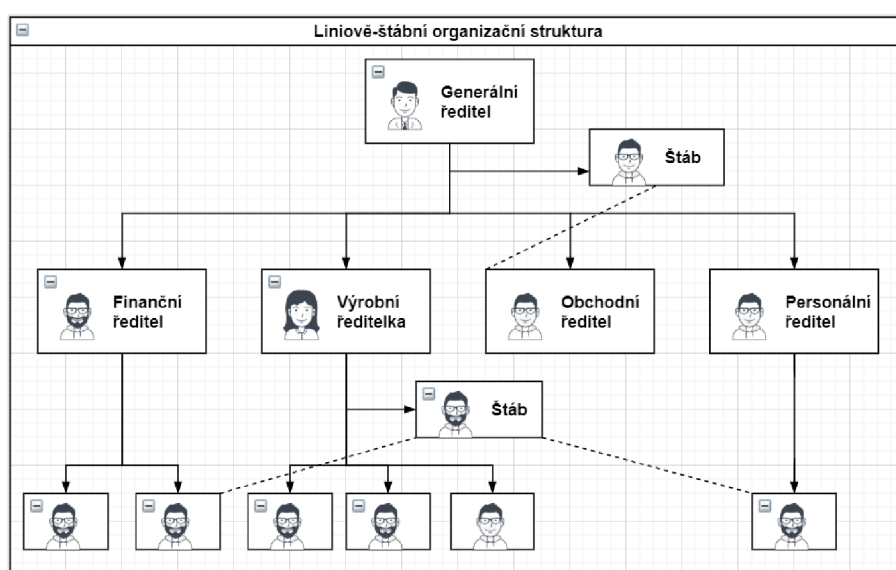 Liniově-štábní organizační struktura
Generální
ředitel
Štáb
Finanční
ředitel
Výrobní
ředitelka
Obchodní
ředitel
Personální
ředitel
Štáb